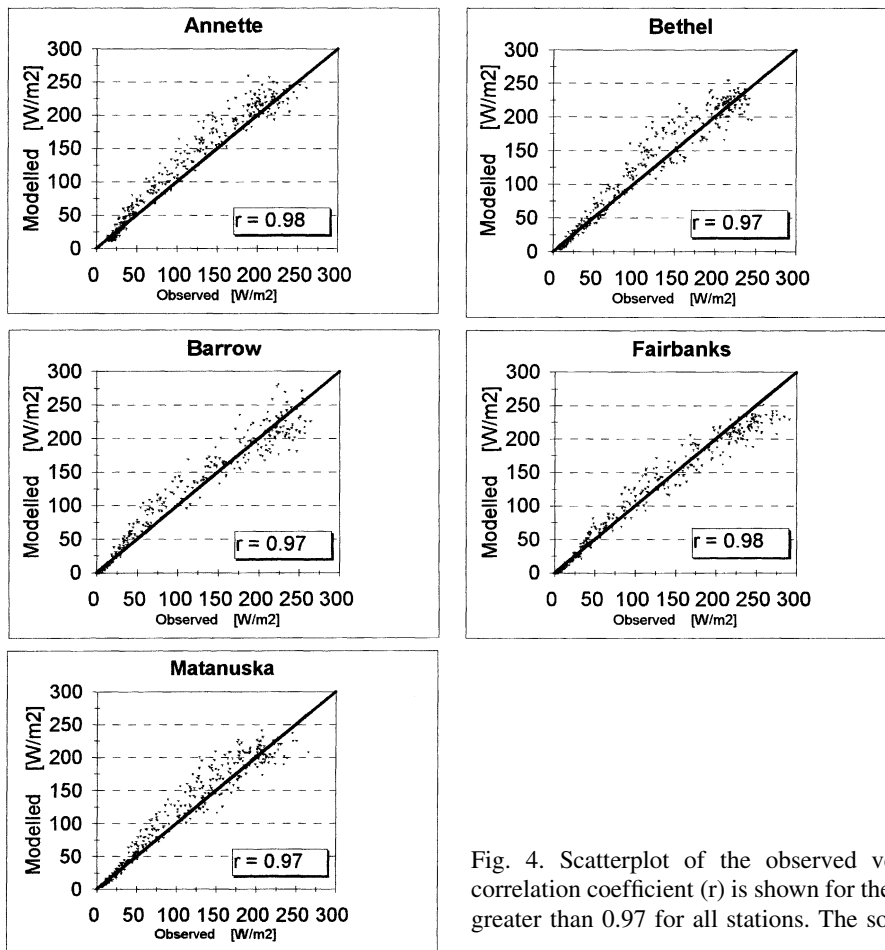 Annette
300
250
200
150
100
50
0
Modelled [W/m2]
r = 0.98
0 50 100 150 200 250 300
Observed [W/m2]
Bethel
300
250
200
150
100
50
0
Modelled [W/m2]
r = 0.97
0 50 100 150 200 250 300
Observed [W/m2]
Barrow
300
250
200
150
100
50
0
Modelled [W/m2]
r = 0.97
0 50 100 150 200 250 300
Observed [W/m2]
Fairbanks
300
250
200
150
100
50
0
Modelled [W/m2]
r = 0.98
0 50 100 150 200 250 300
Observed [W/m2]
Matanuska
300
250
200
150
100
50
0
Modelled [W/m2]
r = 0.97
0 50 100 150 200 250 300
Observed [W/m2]
Fig. 4. Scatterplot of the observed
correlation coefficient (r) is shown for the
greater than 0.97 for all stations. The